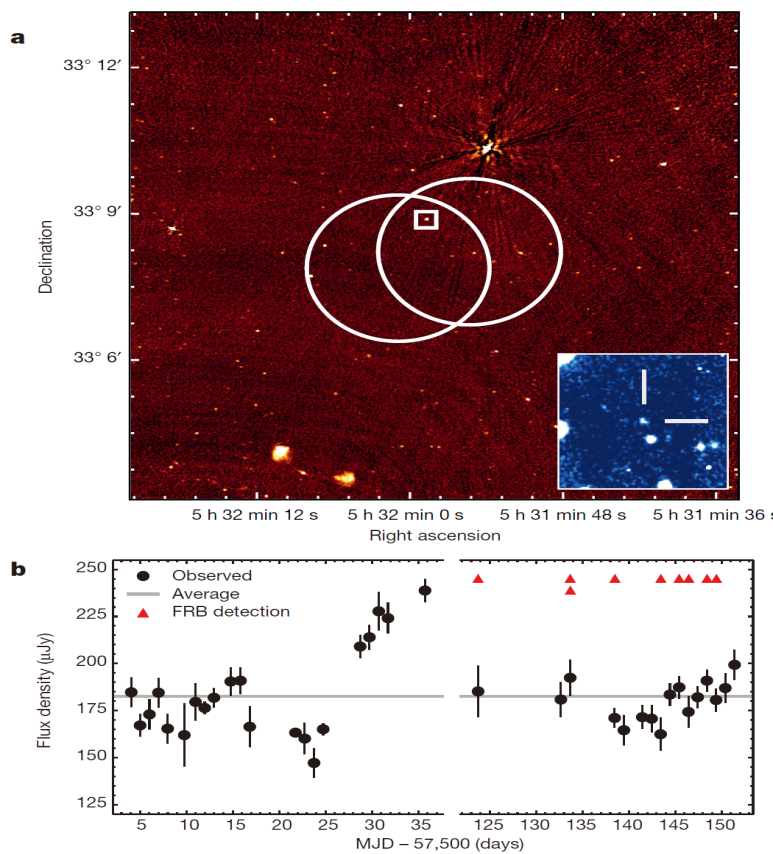 a
33° 12′
33° 9′
33° 6′
Declination
5 h 32 min 12 s 5 h 32 min 0 s 5 h 31 min 48 s 5 h 31 min 36 s
Right ascension
b
250
225
200
175
150
125
Flux density (μJy)
Observed
Average
FRB detection
5 10 15 20 25 30 35 125 130 135 140 145 150
MJD – 57,500 (days)